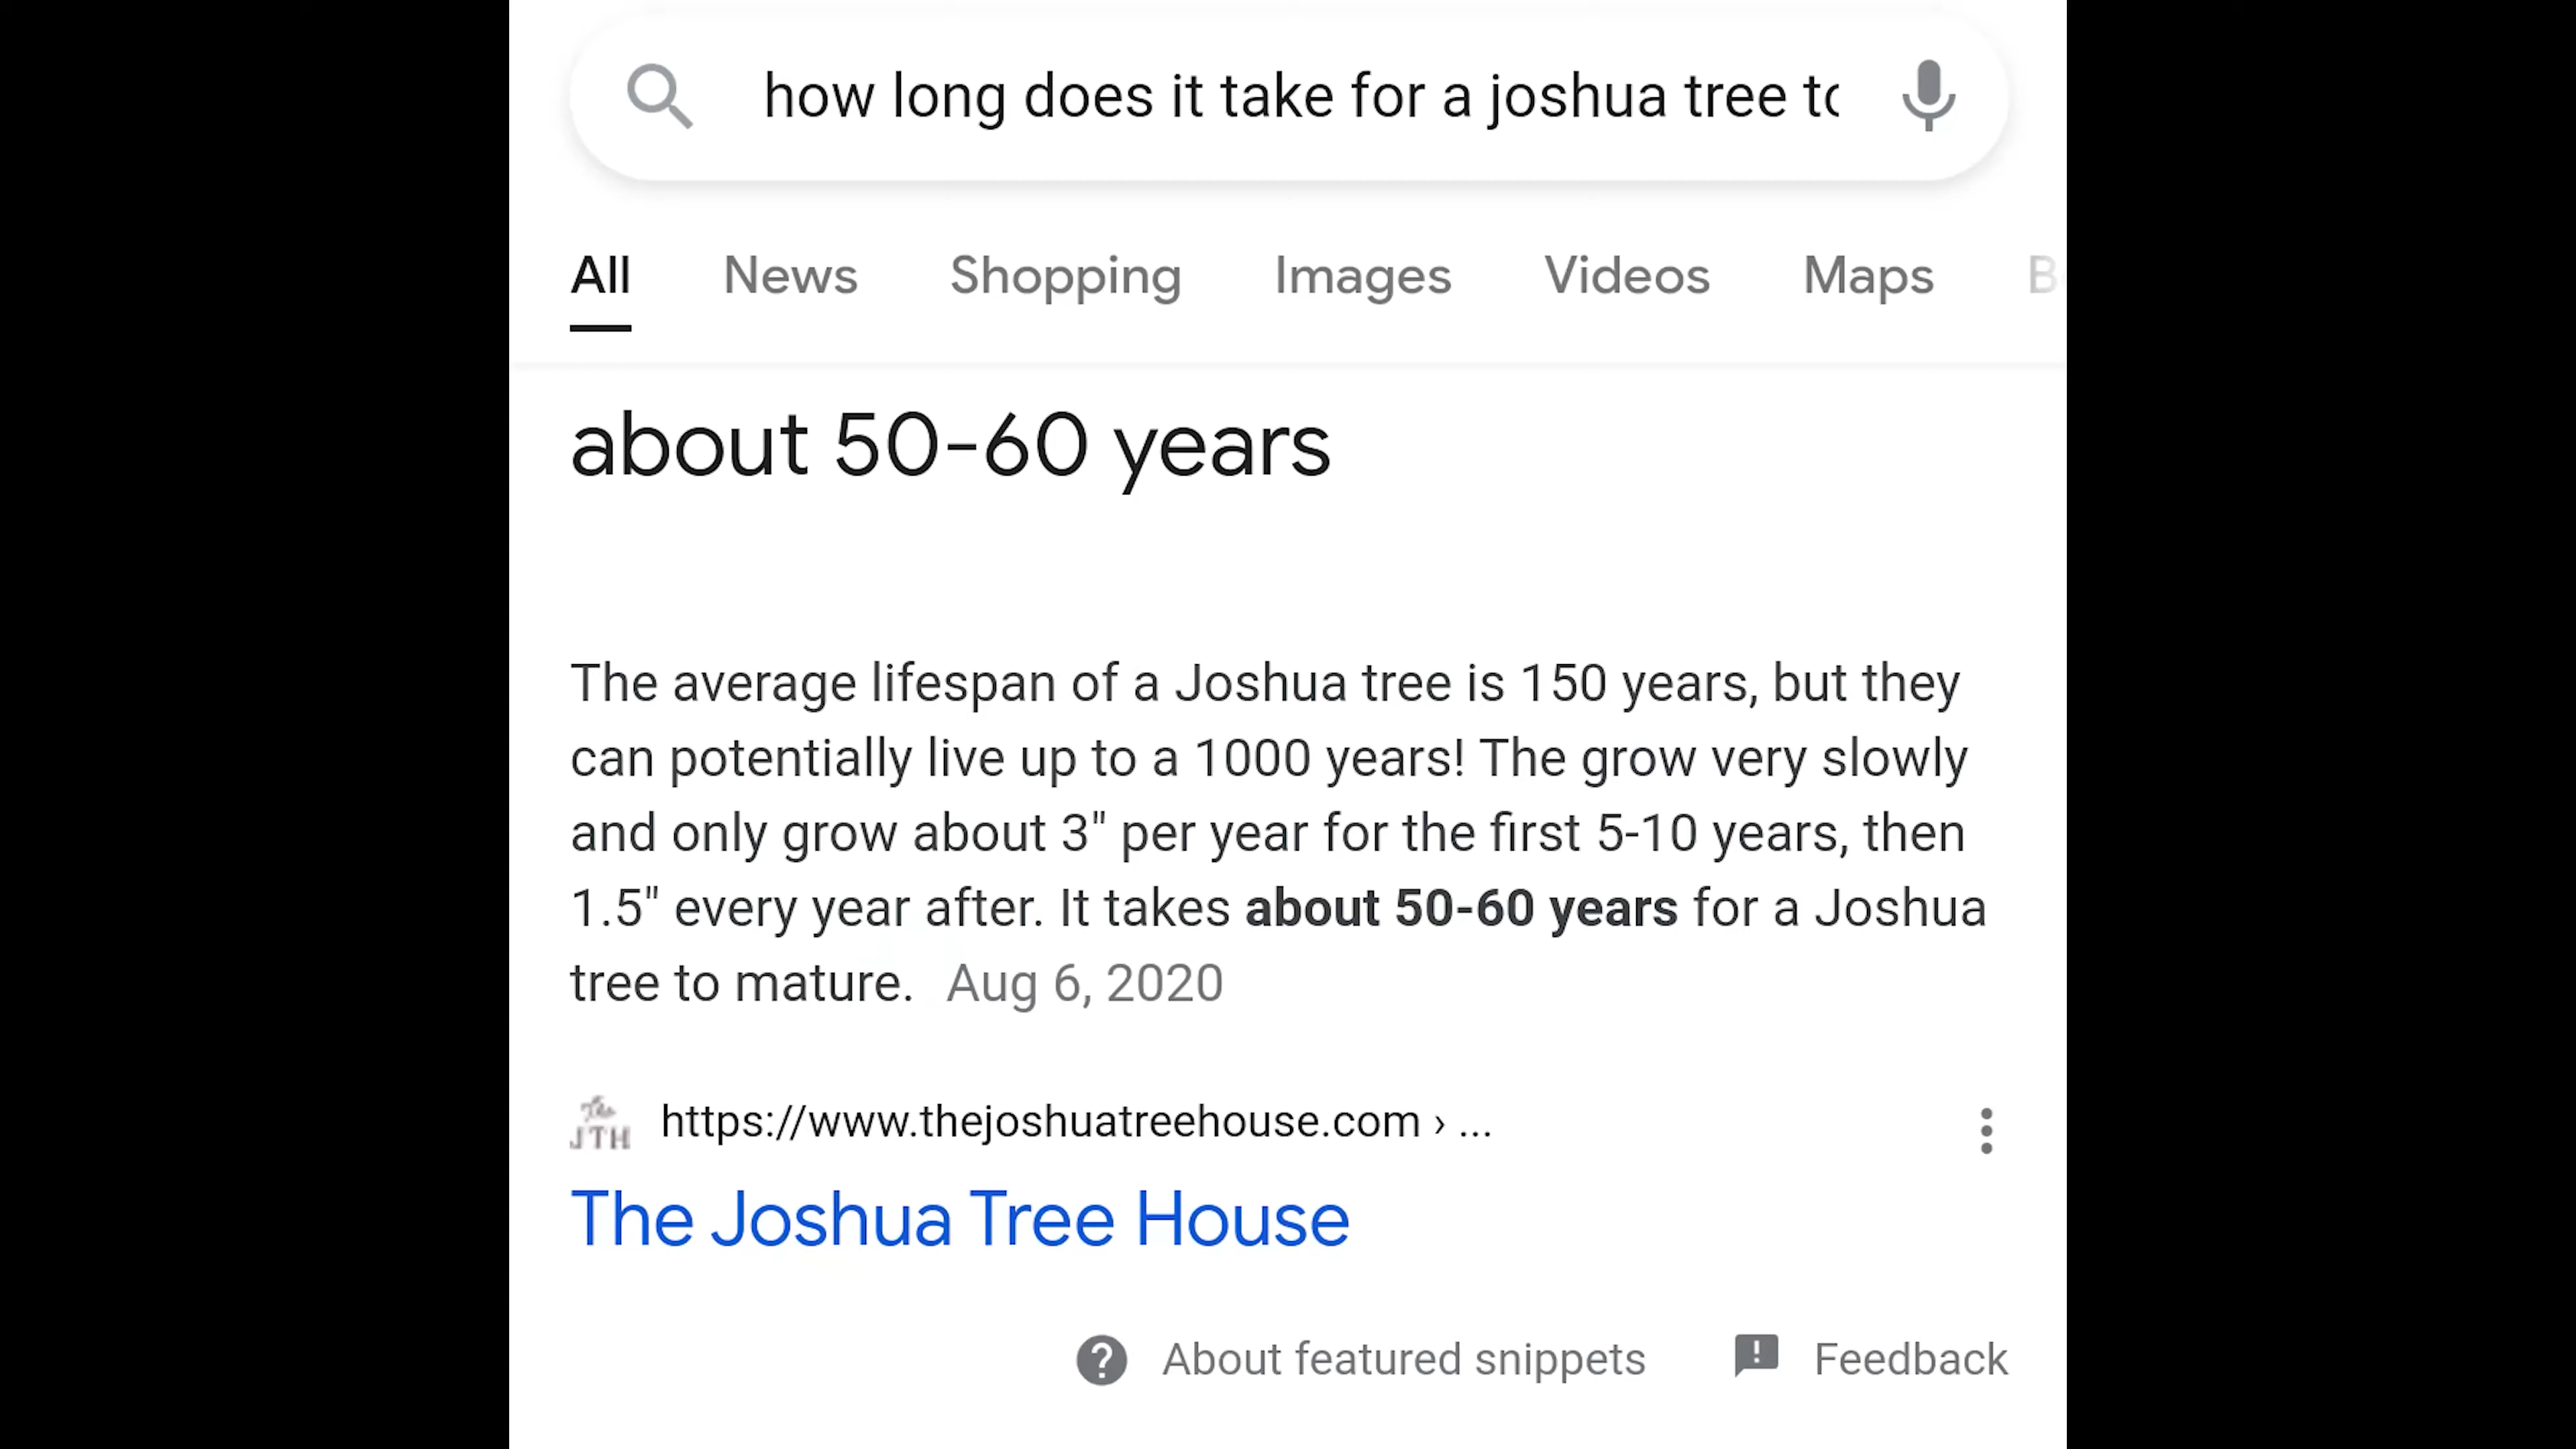 how long does it take for a joshua tree to
All News Shopping Images Videos Maps B
about 50-60 years
The average lifespan of a Joshua tree is 150 years, but they
can potentially live up to a 1000 years! The grow very slowly
and only grow about 3" per year for the first 5-10 years, then
1.5" every year after. It takes about 50-60 years for a Joshua
tree to mature. Aug 6, 2020
The
JTH
https://www.thejoshuatreehouse.com › ...
The Joshua Tree House
About featured snippets Feedback